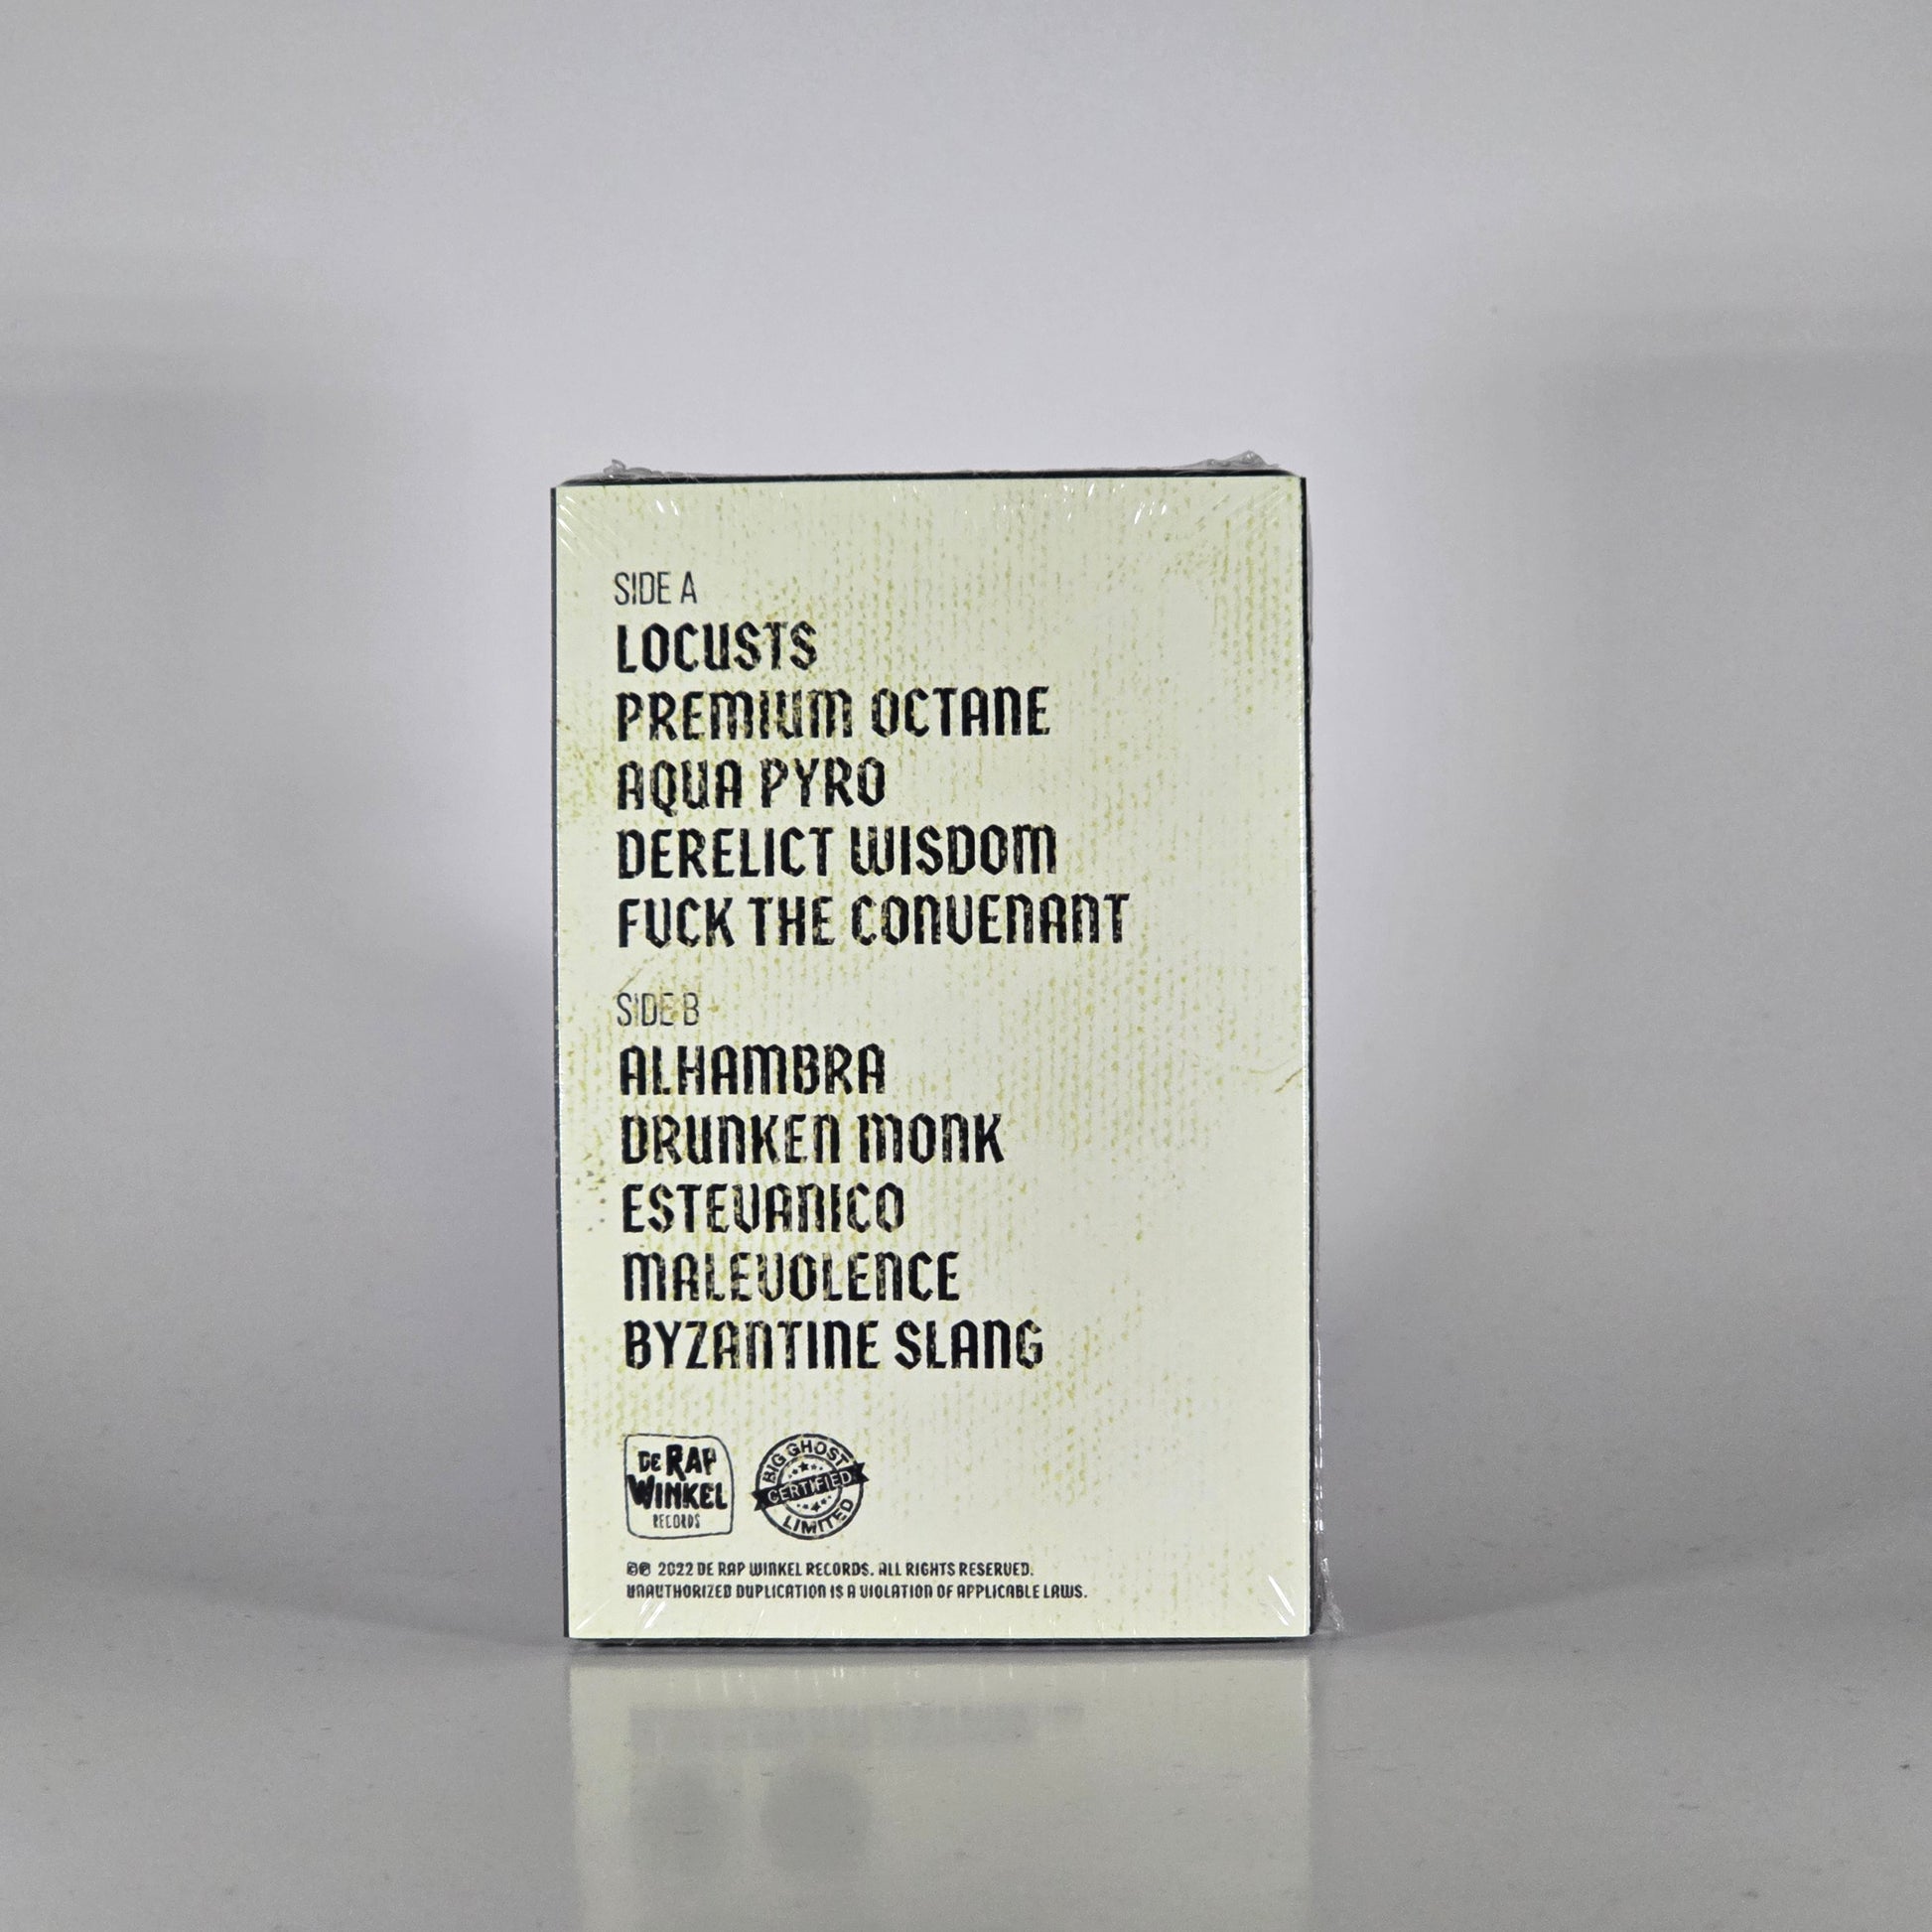 SIDE A
LOCUSTS
PREMIUM OCTANE
AQUA PYRO
DERELICT WISDOM
FUCK THE CONVENANT
SIDE B
ALHAMBRA
DRUNKEN MONK
ESTEVANICO
MALEVOLENCE
BYZANTINE SLANG
DE RAP
WINKEL
RECORDS
BIG GHOST
CERTIFIED
LIMITED
©℗ 2022 DE RAP WINKEL RECORDS. ALL RIGHTS RESERVED.
UNAUTHORIZED DUPLICATION IS A VIOLATION OF APPLICABLE LAWS.